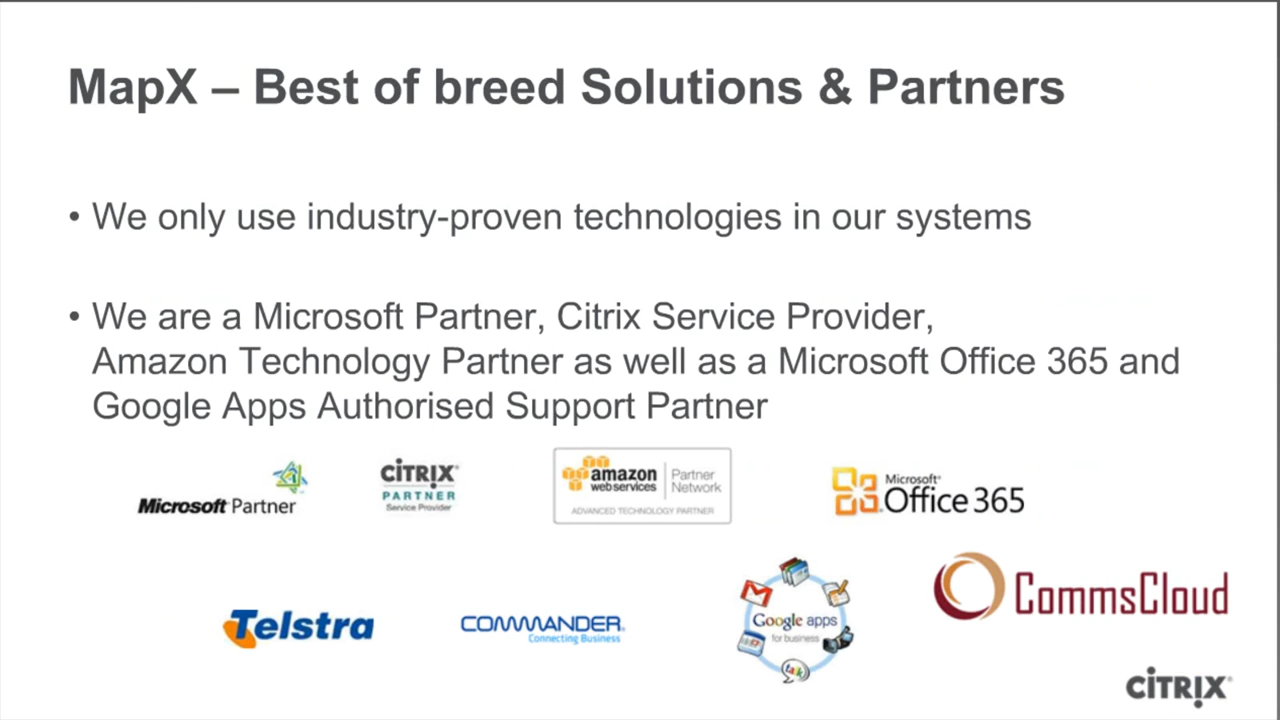 MapX – Best of breed Solutions & Partners
• We only use industry-proven technologies in our systems
• We are a Microsoft Partner, Citrix Service Provider,
Amazon Technology Partner as well as a Microsoft Office 365 and
Google Apps Authorised Support Partner
Microsoft Partner
CITRIX®
PARTNER
Service Provider
amazon
webservices
Partner
Network
ADVANCED TECHNOLOGY PARTNER
Microsoft®
Office 365
Telstra
COMMANDER
Connecting Business
Google apps
for business
talk
CommsCloud
CITRIX®